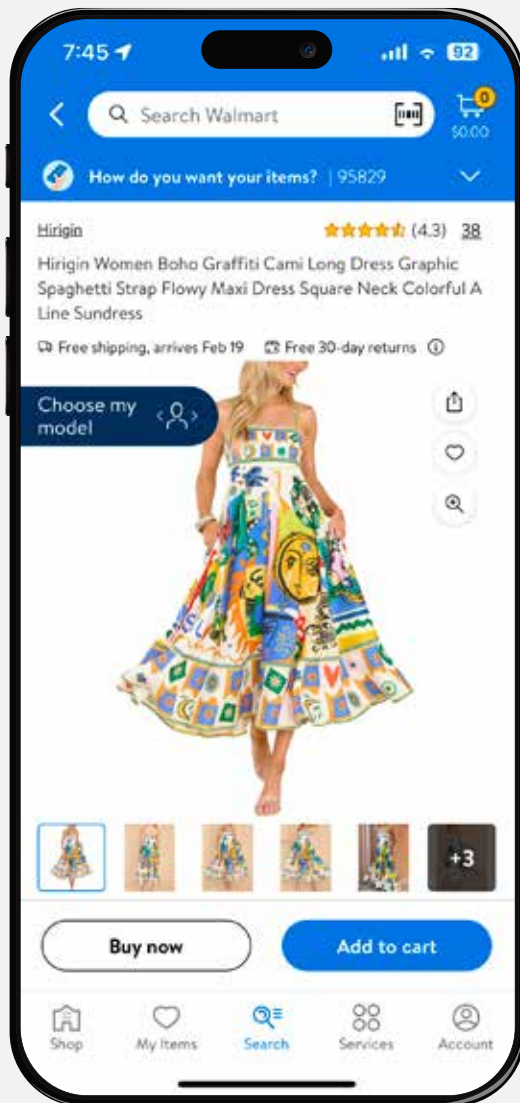 7:45
92
Search Walmart
0
$0.00
How do you want your items? | 95829
Hirigin
(4.3) 38
Hirigin Women Boho Graffiti Cami Long Dress Graphic
Spaghetti Strap Flowy Maxi Dress Square Neck Colorful A
Line Sundress
Free shipping, arrives Feb 19 Free 30-day returns
Choose my
model
+3
Buy now
Add to cart
Shop
My Items
Search
Services
Account